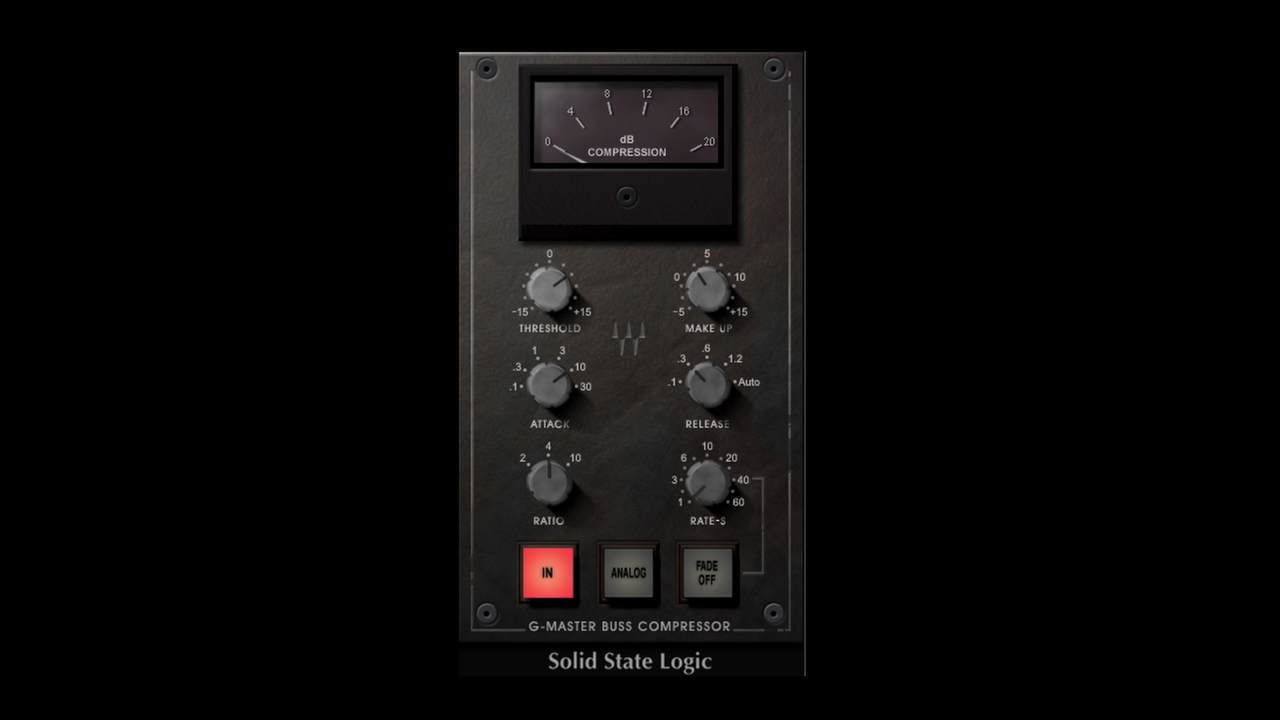 0 4 8 12 16 20
dB
COMPRESSION
0
-15 +15
THRESHOLD
5
0 10
-5 +15
MAKE UP
1 3
.3 10
.1 30
ATTACK
.6
.3 1.2
.1 Auto
RELEASE
4
2 10
RATIO
10
6 20
3 40
1 60
RATE-S
IN
ANALOG
FADE
OFF
G-MASTER BUSS COMPRESSOR
Solid State Logic